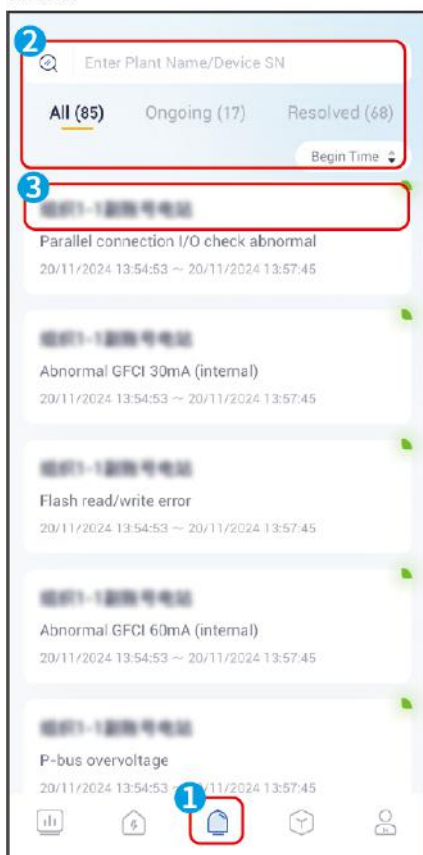 2
Enter Plant Name/Device SN
All (85) Ongoing (17) Resolved (68)
Begin Time
3
Parallel connection I/O check abnormal
20/11/2024 13:54:53 ~ 20/11/2024 13:57:45
Abnormal GFCI 30mA (internal)
20/11/2024 13:54:53 ~ 20/11/2024 13:57:45
Flash read/write error
20/11/2024 13:54:53 ~ 20/11/2024 13:57:45
Abnormal GFCI 60mA (internal)
20/11/2024 13:54:53 ~ 20/11/2024 13:57:45
P-bus overvoltage
20/11/2024 13:54:53 ~ /11/2024 13:57:45
1